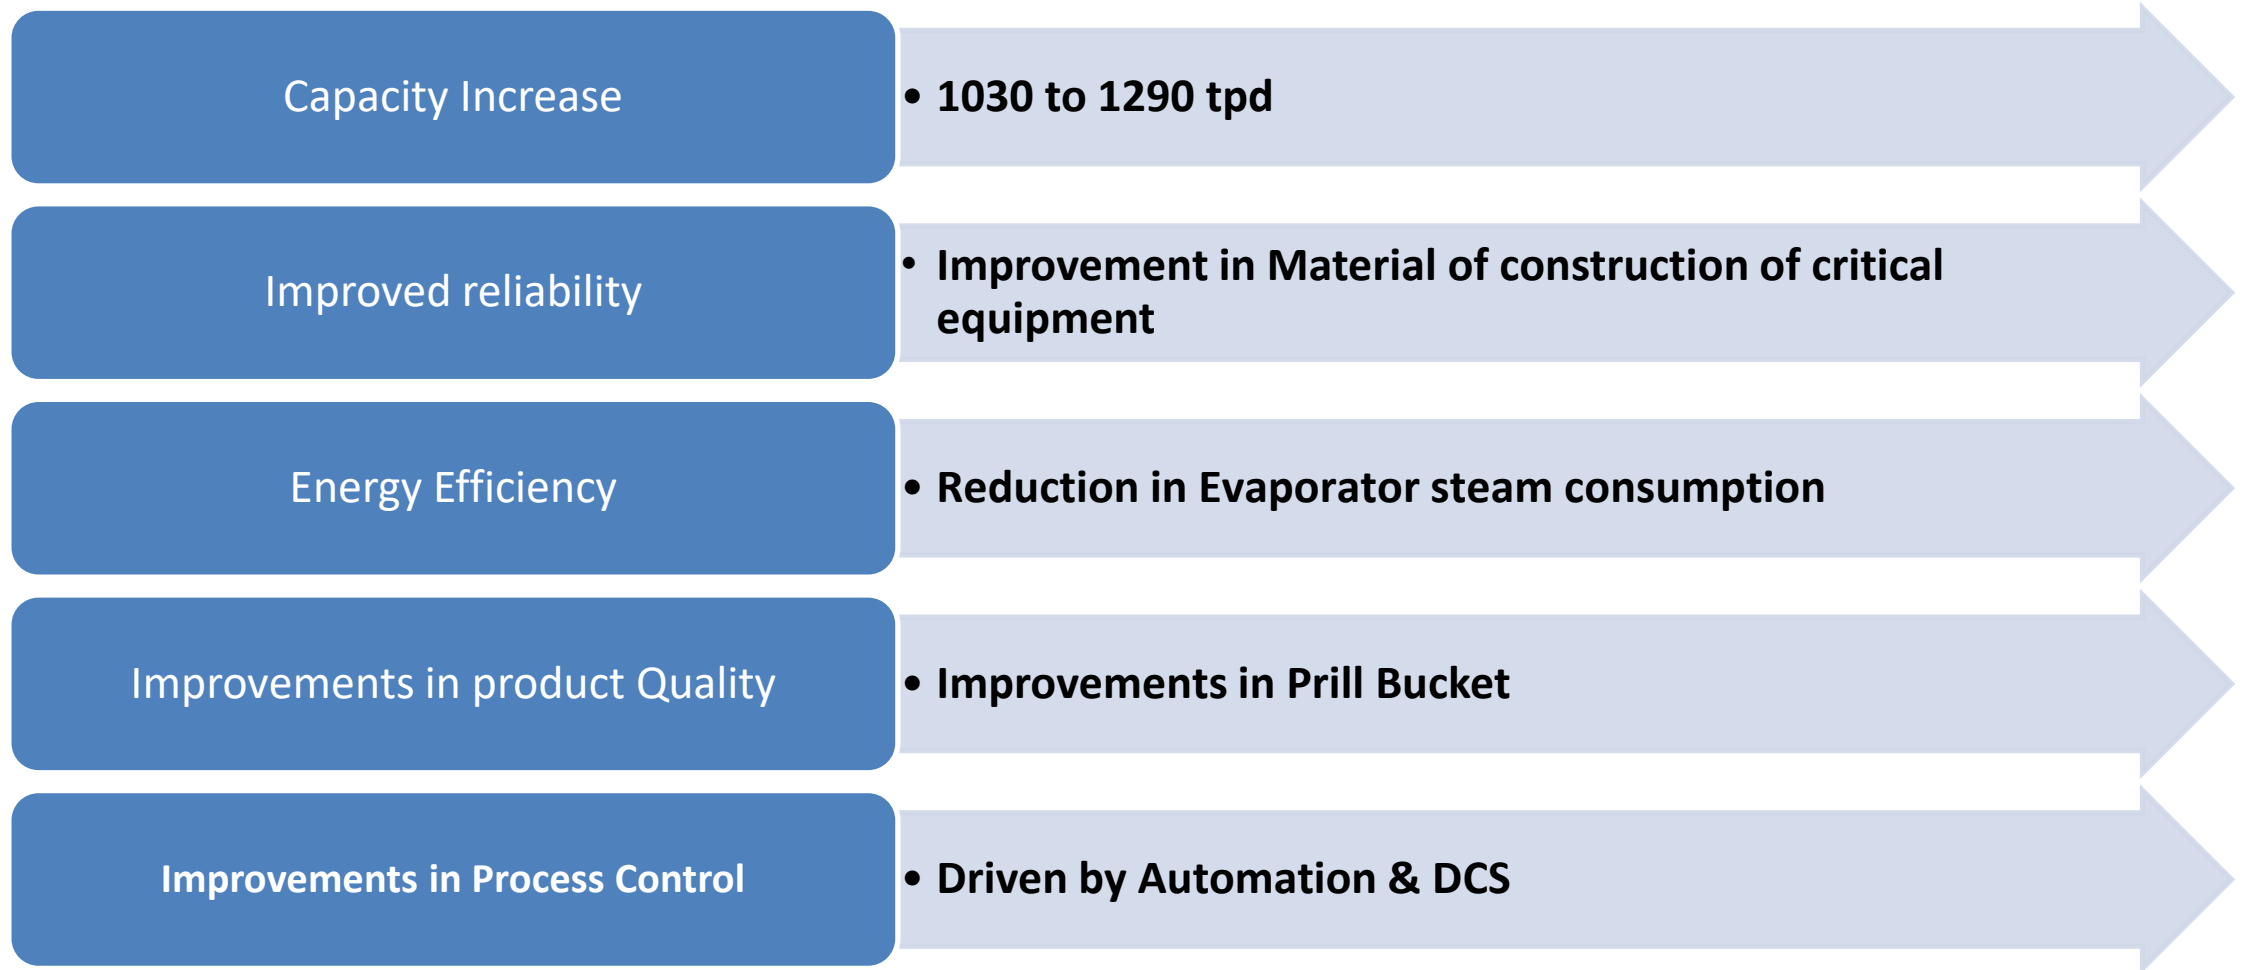 Capacity Increase
• 1030 to 1290 tpd
Improved reliability
• Improvement in Material of construction of critical
equipment
Energy Efficiency
• Reduction in Evaporator steam consumption
Improvements in product Quality
• Improvements in Prill Bucket
Improvements in Process Control
• Driven by Automation & DCS